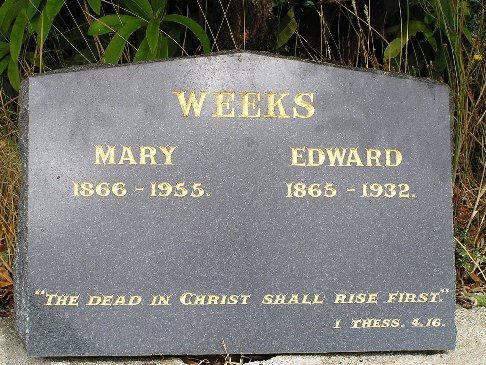 WEEKS
MARY EDWARD
1866 - 1955. 1865 - 1932.
"THE DEAD IN CHRIST SHALL RISE FIRST."
I THESS. 4.16.